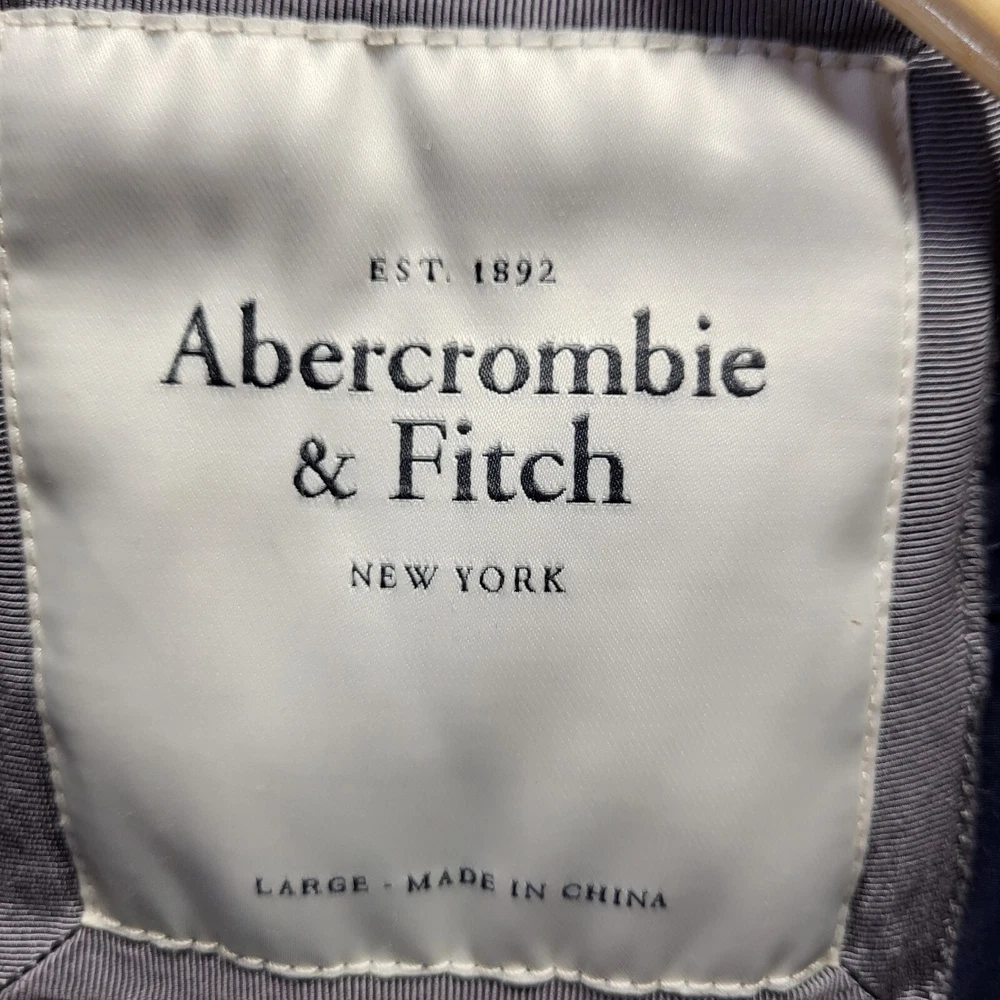 EST. 1892
Abercrombie
& Fitch
NEW YORK
LARGE - MADE IN CHINA